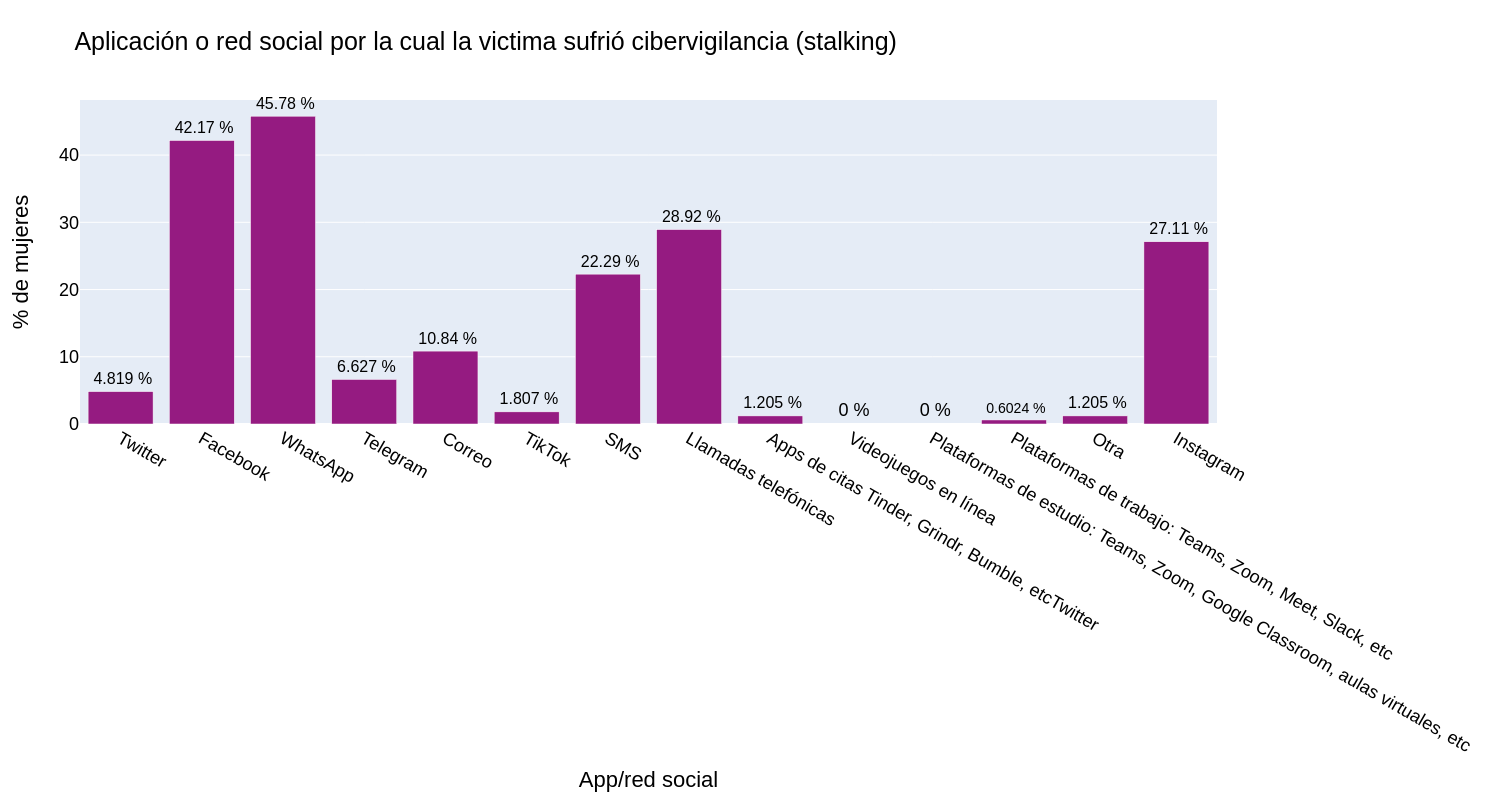 Aplicación o red social por la cual la victima sufrió cibervigilancia (stalking)
% de mujeres
40
30
20
10
0
4.819 %
42.17 %
45.78 %
6.627 %
10.84 %
1.807 %
22.29 %
28.92 %
1.205 %
0 %
0 %
0.6024 %
1.205 %
27.11 %
Twitter
Facebook
WhatsApp
Telegram
Correo
TikTok
SMS
Llamadas telefónicas
Apps de citas Tinder, Grindr, Bumble, etcTwitter
Videojuegos en línea
Plataformas de estudio: Teams, Zoom, Google Classroom, aulas virtuales, etc
Plataformas de trabajo: Teams, Zoom, Meet, Slack, etc
Otra
Instagram
App/red social